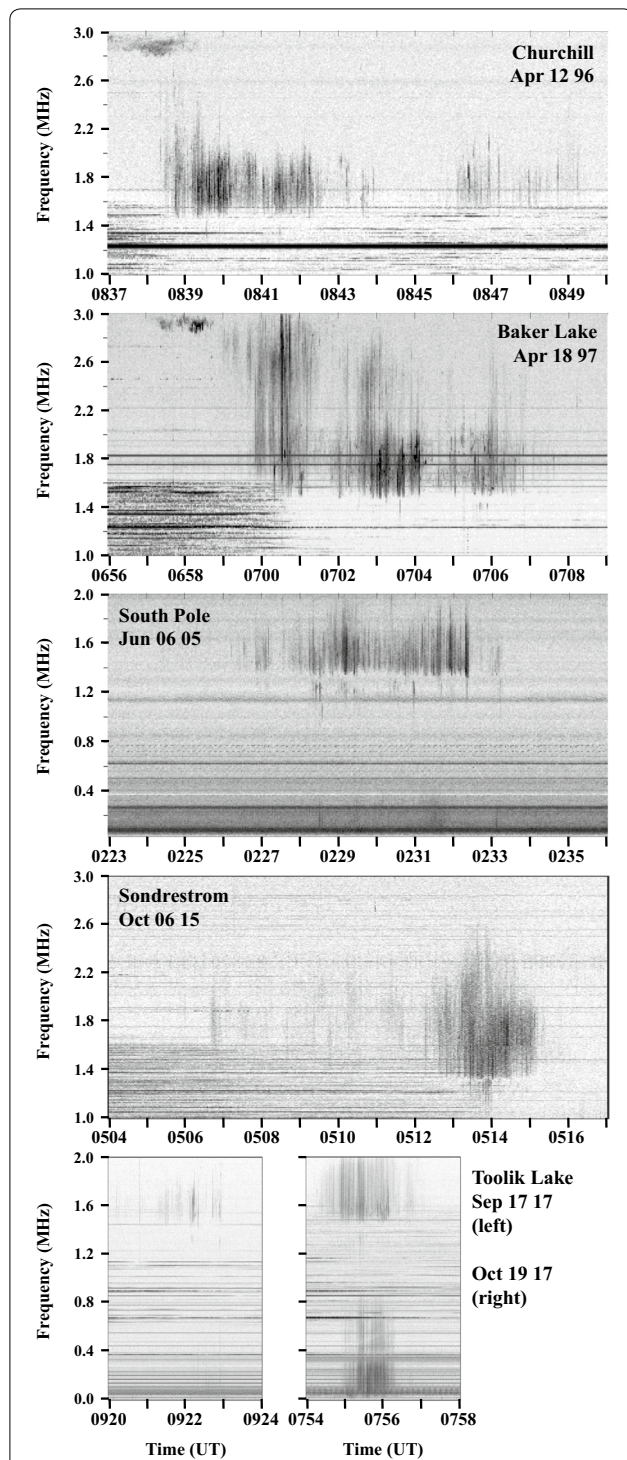 Churchill
Apr 12 96
Frequency (MHz)
3.0
2.6
2.2
1.8
1.4
1.0
0837 0839 0841 0843 0845 0847 0849
Baker Lake
Apr 18 97
Frequency (MHz)
3.0
2.6
2.2
1.8
1.4
1.0
0656 0658 0700 0702 0704 0706 0708
South Pole
Jun 06 05
Frequency (MHz)
2.0
1.6
1.2
0.8
0.4
0223 0225 0227 0229 0231 0233 0235
Sondrestrom
Oct 06 15
Frequency (MHz)
3.0
2.6
2.2
1.8
1.4
1.0
0504 0506 0508 0510 0512 0514 0516
Toolik Lake
Sep 17 17
(left)
Oct 19 17
(right)
Frequency (MHz)
2.0
1.6
1.2
0.8
0.4
0.0
0920 0922 0924 0754 0756 0758
Time (UT) Time (UT)